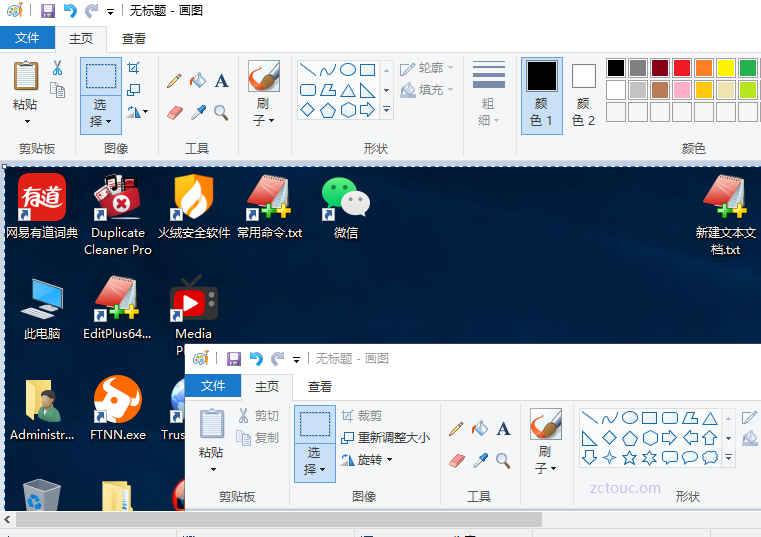 无标题 - 画图
文件 主页 查看
粘贴
选择
刷子
轮廓
填充
粗细
颜色 1
颜色 2
剪贴板 图像 工具 形状 颜色
有道
网易有道词典 Duplicate Cleaner Pro 火绒安全软件 常用命令.txt 微信 新建文本文档.txt
此电脑 EditPlus64... Media
无标题 - 画图
文件 主页 查看
粘贴
剪切
复制
选择
裁剪
重新调整大小
旋转
刷子
剪贴板 图像 工具 形状
Administr... FTNN.exe Trus
zctouc.om